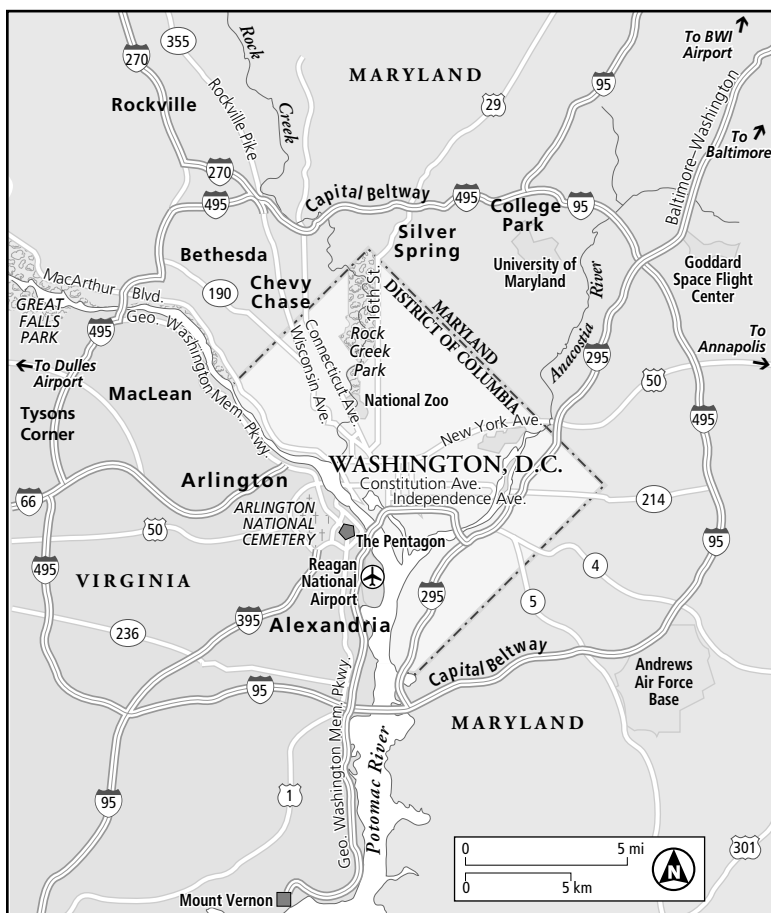 To BWI
Airport
355
Rock
270
MARYLAND
95
29
Rockville
Creek
Rockville Pike
To
Baltimore
Baltimore–Washington
270
495
Capital Beltway
495
College
Park
95
Silver
Spring
Bethesda
University of
Maryland
Goddard
Space Flight
Center
MacArthur Blvd.
190
Chevy
Chase
16th St.
MARYLAND
DISTRICT OF COLUMBIA
Anacostia River
GREAT
FALLS
PARK
495
Geo. Washington Mem. Pkwy.
Connecticut Ave.
Wisconsin Ave.
Rock
Creek
Park
To
Annapolis
295
50
To Dulles
Airport
MacLean
National Zoo
Tysons
Corner
New York Ave.
495
WASHINGTON, D.C.
Arlington
Constitution Ave.
Independence Ave.
214
66
50
ARLINGTON
NATIONAL
CEMETERY
The Pentagon
95
495
VIRGINIA
Reagan
National
Airport
4
295
5
395
Alexandria
236
Capital Beltway
Andrews
Air Force
Base
95
MARYLAND
Geo. Washington Mem. Pkwy.
Potomac River
95
1
0
5 mi
0
5 km
N
301
Mount Vernon